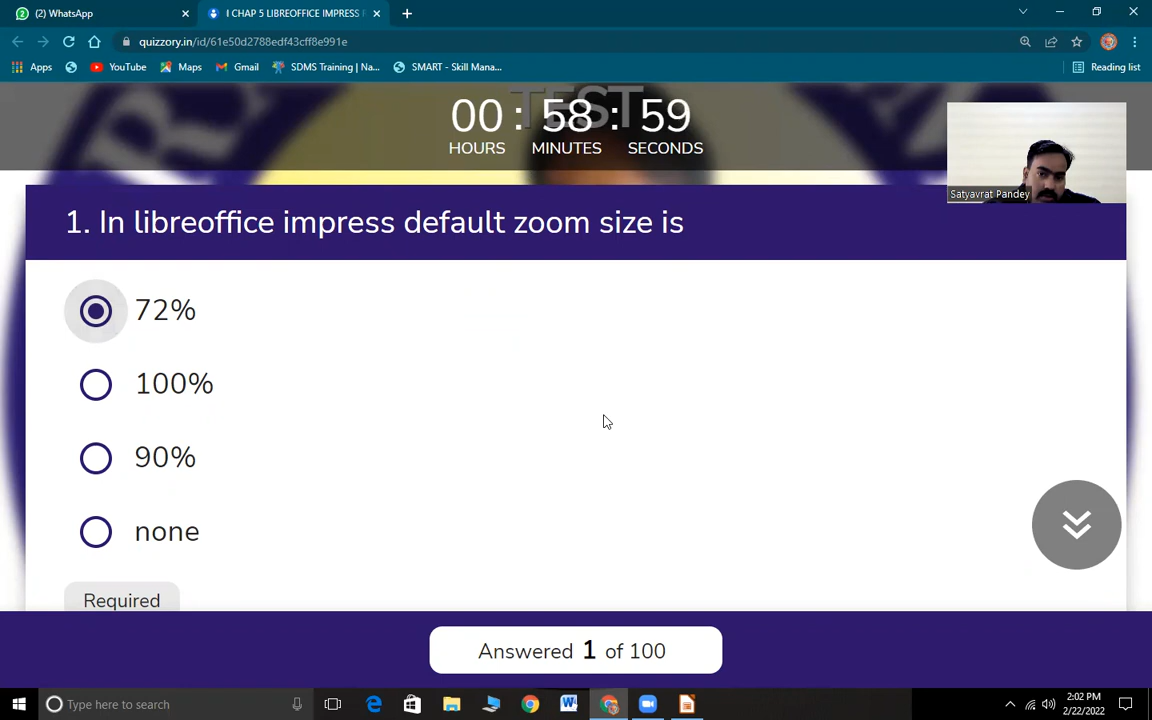 (2) WhatsApp
I CHAP 5 LIBREOFFICE IMPRESS
quizzory.in/id/61e50d2788edf43cff8e991e
Apps
YouTube
Maps
Gmail
SDMS Training | Na...
SMART - Skill Mana...
Reading list
TEST
00 : 58 : 59
HOURS MINUTES SECONDS
Satyavrat Pandey
1. In libreoffice impress default zoom size is
72%
100%
90%
none
Required
Answered 1 of 100
Type here to search
2:02 PM
2/22/2022